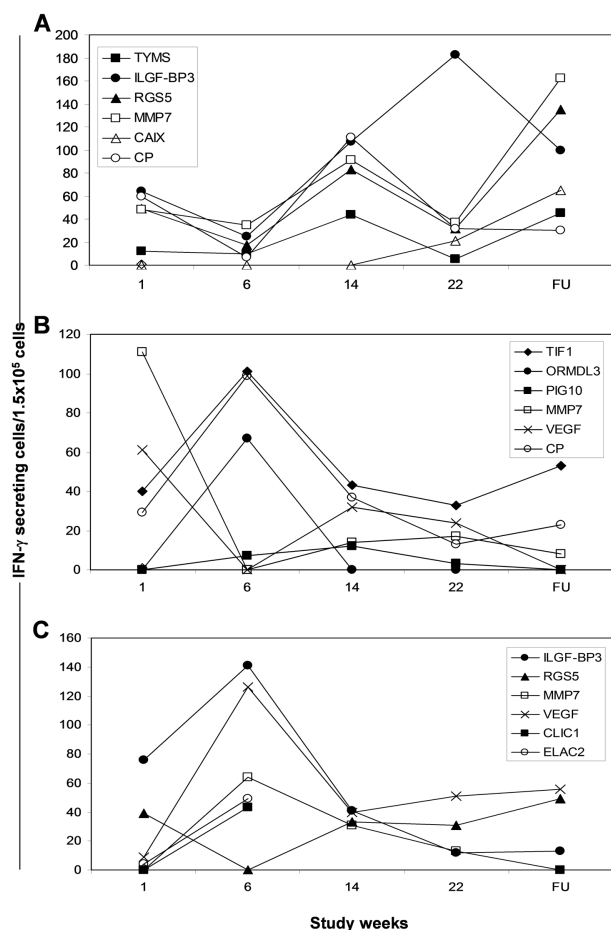 A
200
180
160
140
120
100
80
60
40
20
0
TYMS
ILGF-BP3
RGS5
MMP7
CAIX
CP
1 6 14 22 FU
B
120
100
80
60
40
20
0
TIF1
ORMDL3
PIG10
MMP7
VEGF
CP
1 6 14 22 FU
IFN-γ secreting cells/1.5x10⁵ cells
C
160
140
120
100
80
60
40
20
0
ILGF-BP3
RGS5
MMP7
VEGF
CLIC1
ELAC2
1 6 14 22 FU
Study weeks